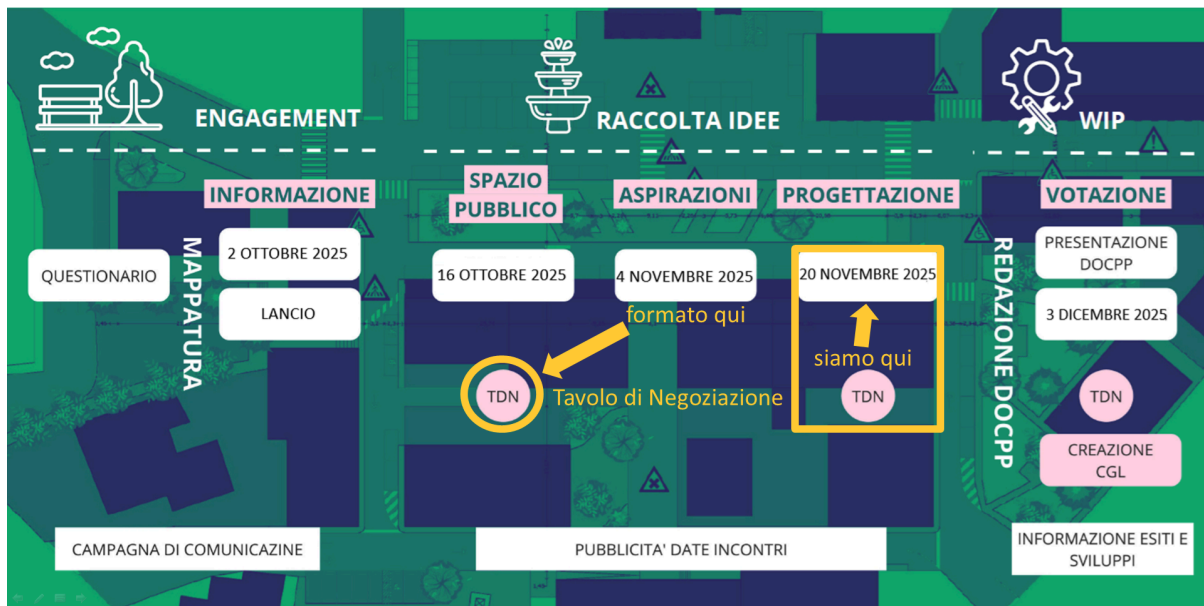 ENGAGEMENT
RACCOLTA IDEE
WIP
INFORMAZIONE
SPAZIO
PUBBLICO
ASPIRAZIONI
PROGETTAZIONE
VOTAZIONE
QUESTIONARIO
MAPPATURA
2 OTTOBRE 2025
LANCIO
16 OTTOBRE 2025
4 NOVEMBRE 2025
20 NOVEMBRE 2025
REDAZIONE DOCPP
PRESENTAZIONE
DOCPP
3 DICEMBRE 2025
formato qui
siamo qui
TDN
Tavolo di Negoziazione
TDN
TDN
CREAZIONE
CGL
CAMPAGNA DI COMUNICAZINE
PUBBLICITA' DATE INCONTRI
INFORMAZIONE ESITI E
SVILUPPI